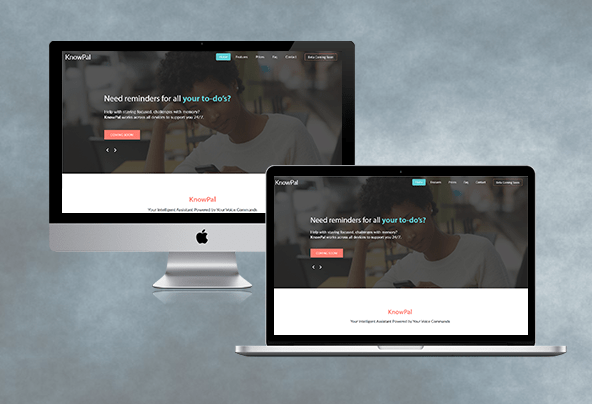 KnowPal
Home Features Prices Faq Contact Beta Coming Soon
Need reminders for all your to-do's?
Help with staying focused, challenges with memory?
KnowPal works across all devices to support you 24/7.
COMING SOON
KnowPal
Your Intelligent Assistant Powered by Your Voice Commands
KnowPal
Home Features Prices Faq Contact Beta Coming Soon
Need reminders for all your to-do's?
Help with staying focused, challenges with memory?
KnowPal works across all devices to support you 24/7.
COMING SOON
KnowPal
Your Intelligent Assistant Powered by Your Voice Commands